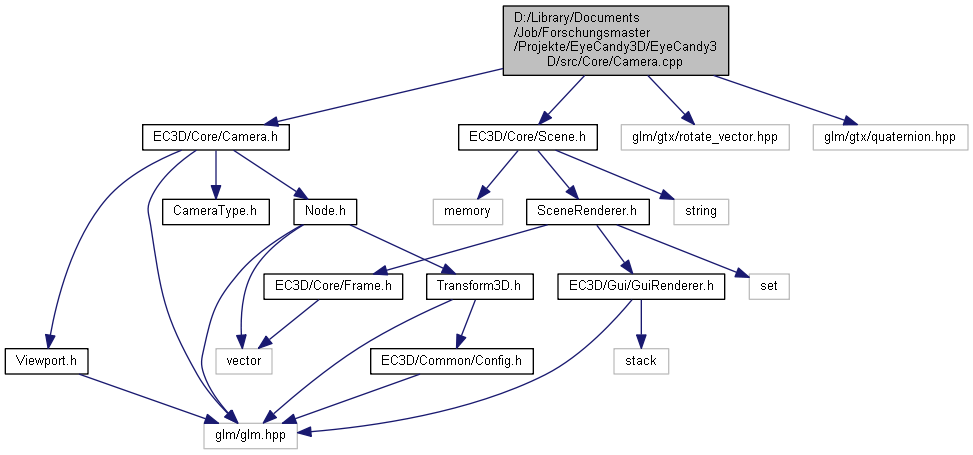 D:/Library/Documents
/Job/Forschungsmaster
/Projekte/EyeCandy3D/EyeCandy3
D/src/Core/Camera.cpp
EC3D/Core/Camera.h
EC3D/Core/Scene.h
glm/gtx/rotate_vector.hpp
glm/gtx/quaternion.hpp
CameraType.h
Node.h
memory
SceneRenderer.h
string
EC3D/Core/Frame.h
Transform3D.h
EC3D/Gui/GuiRenderer.h
set
Viewport.h
vector
EC3D/Common/Config.h
stack
glm/glm.hpp